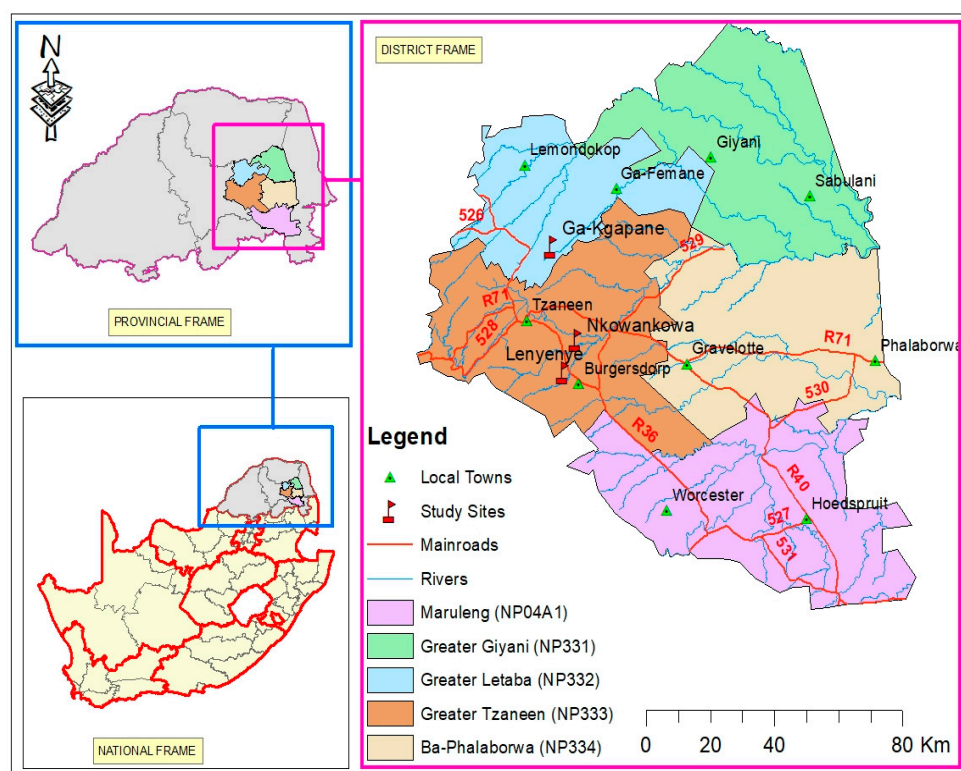 N
PROVINCIAL FRAME
NATIONAL FRAME
DISTRICT FRAME
Giyani
Lemondokop
Ga-Femane
Sabulani
526
Ga-Kgapane
529
R71
Tzaneen
528
Nkowankowa
R71
Phalaborwa
Lenyenye
Gravelotte
Burgersdorp
530
R36
R40
Worcester
Hoedspruit
527
531
Legend
Local Towns
Study Sites
Mainroads
Rivers
Maruleng (NP04A1)
Greater Giyani (NP331)
Greater Letaba (NP332)
Greater Tzaneen (NP333)
Ba-Phalaborwa (NP334)
0 10 20 40 60 80 Km